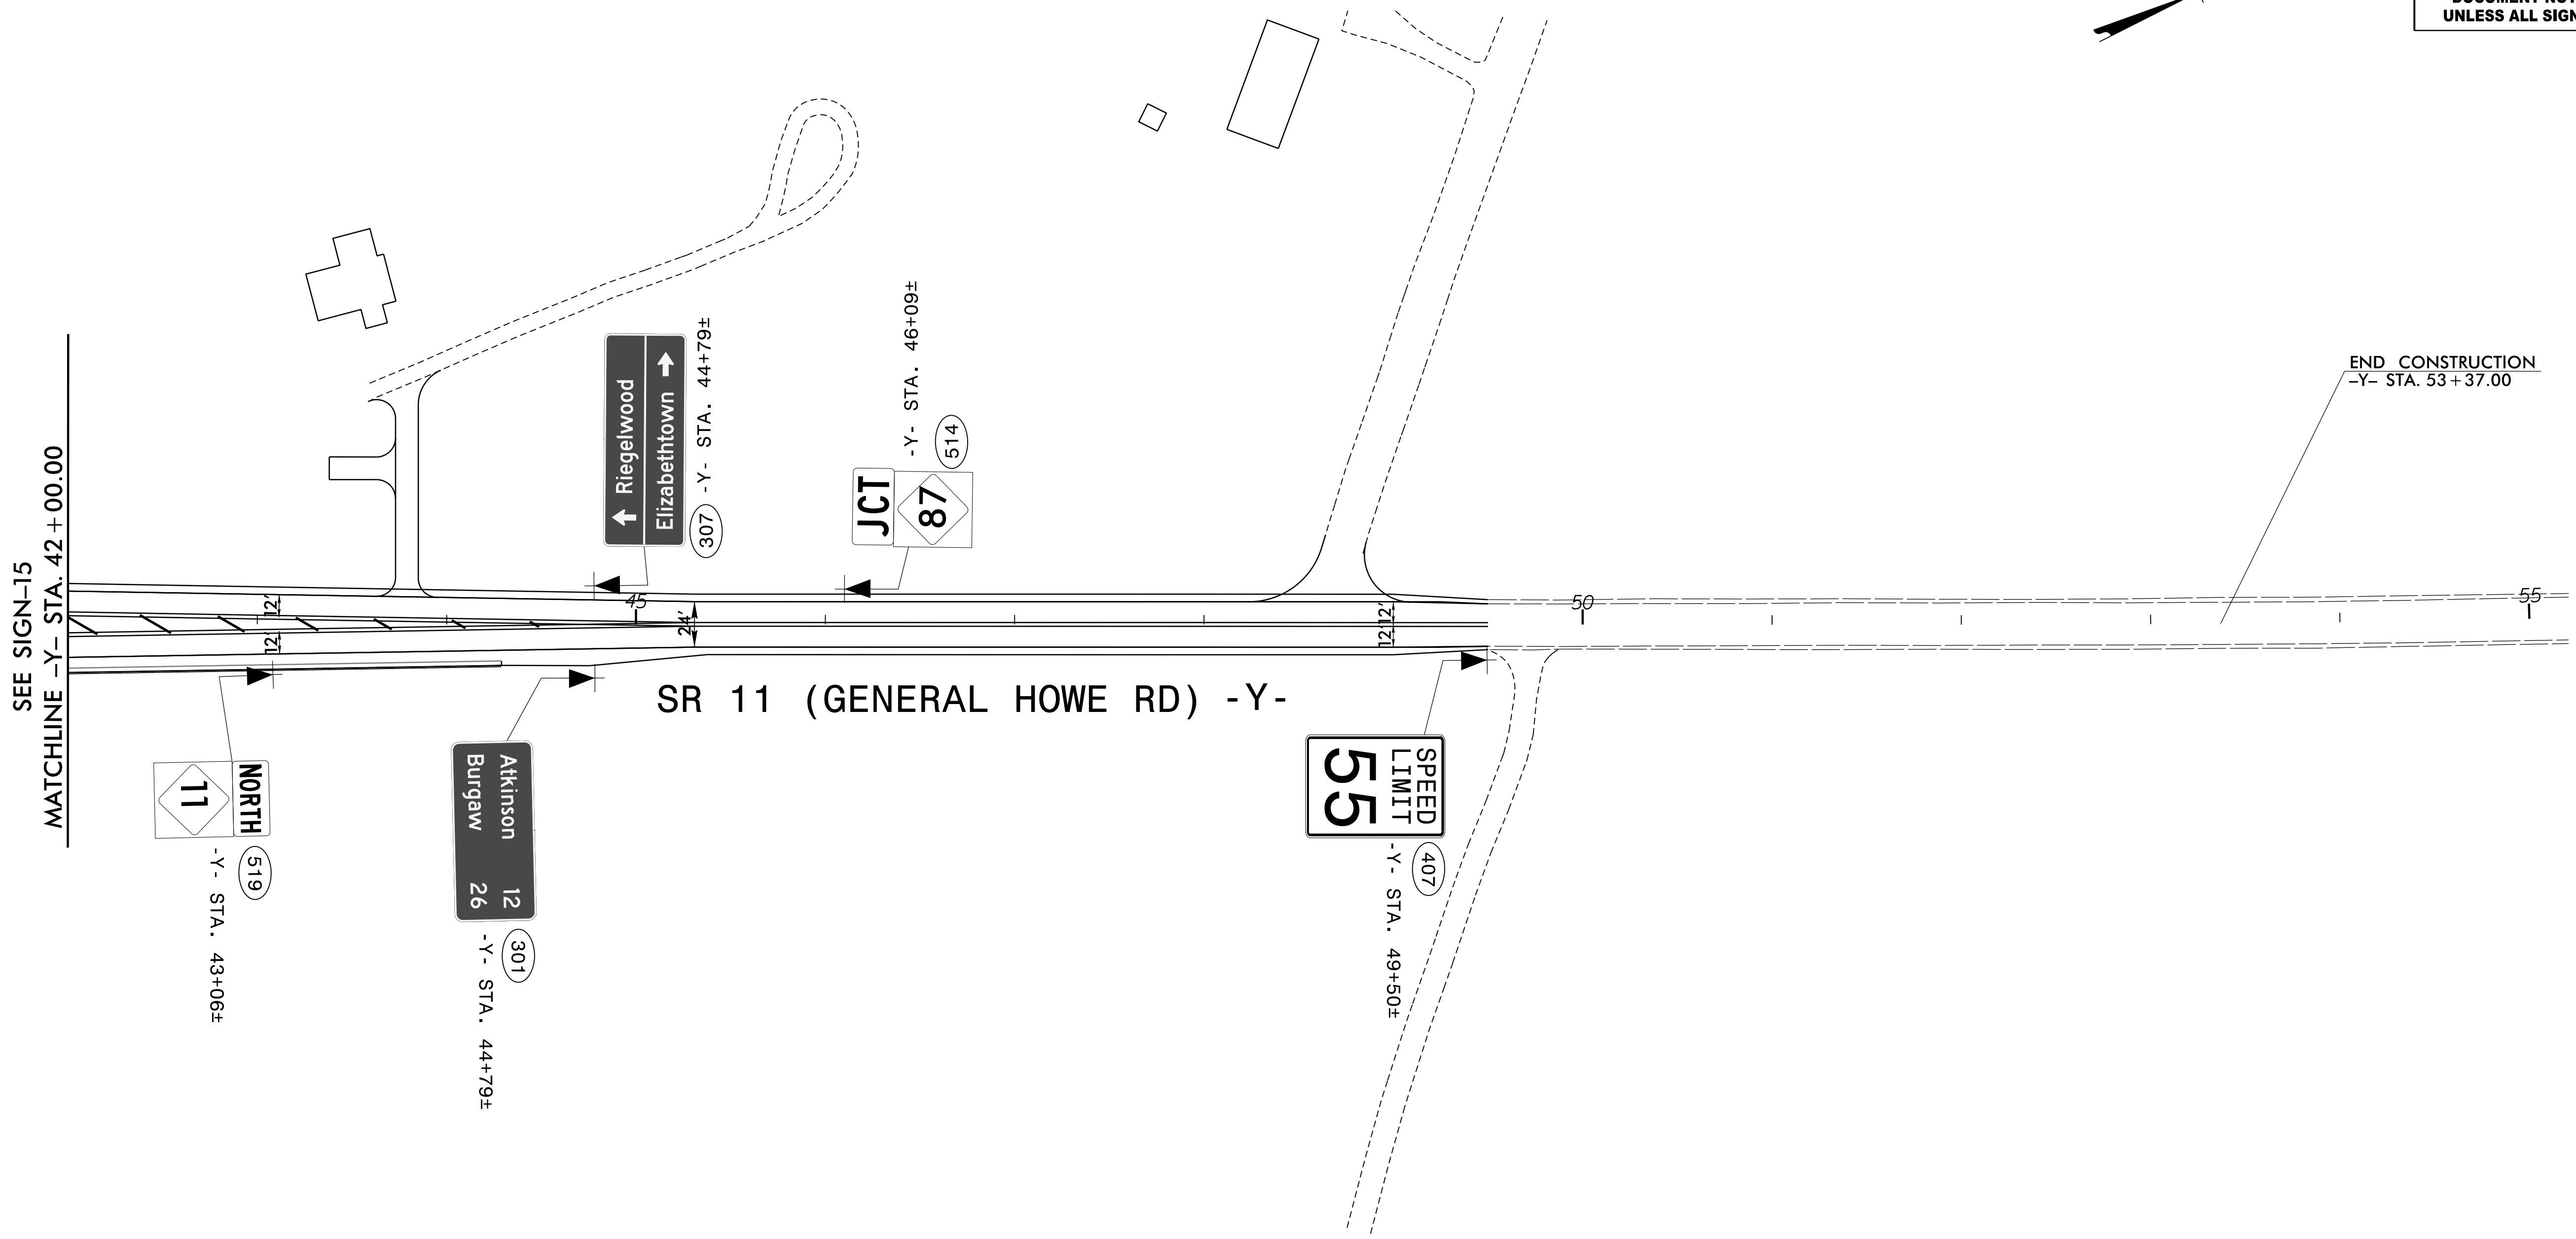 DOCUMENT NOT
UNLESS ALL SIGN
SEE SIGN–15
MATCHLINE –Y– STA. 42+00.00
Riegelwood
Elizabethtown
307
-Y- STA. 44+79±
JCT
87
514
-Y- STA. 46+09±
END CONSTRUCTION
–Y– STA. 53+37.00
12'
12'
45
24'
12'
12'
50
55
SR 11 (GENERAL HOWE RD) -Y-
NORTH
11
519
-Y- STA. 43+06±
Atkinson 12
Burgaw 26
301
-Y- STA. 44+79±
SPEED
LIMIT
55
407
-Y- STA. 49+50±